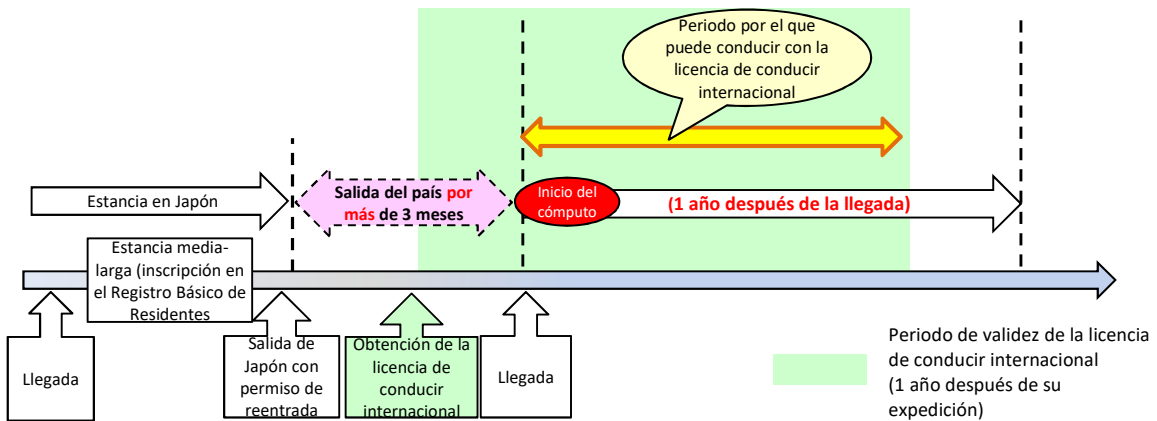 Periodo por el que
puede conducir con la
licencia de conducir
internacional
Estancia en Japón
Salida del país por
más de 3 meses
Inicio del
cómputo
(1 año después de la llegada)
Estancia media-
larga (inscripción en
el Registro Básico de
Residentes
Llegada
Salida de
Japón con
permiso de
reentrada
Obtención de la
licencia de
conducir
internacional
Llegada
Periodo de validez de la licencia
de conducir internacional
(1 año después de su
expedición)